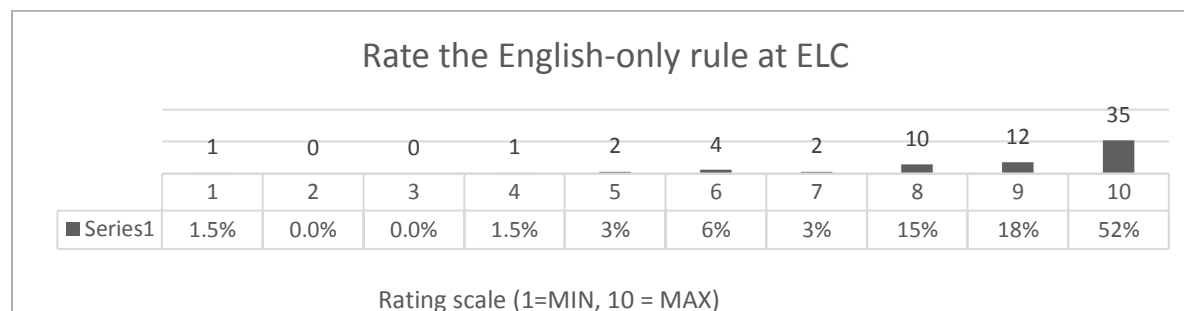 Rate the English-only rule at ELC
1 0 0 1 2 4 2 10 12 35
1 2 3 4 5 6 7 8 9 10
Series1 1.5% 0.0% 0.0% 1.5% 3% 6% 3% 15% 18% 52%
Rating scale (1=MIN, 10 = MAX)